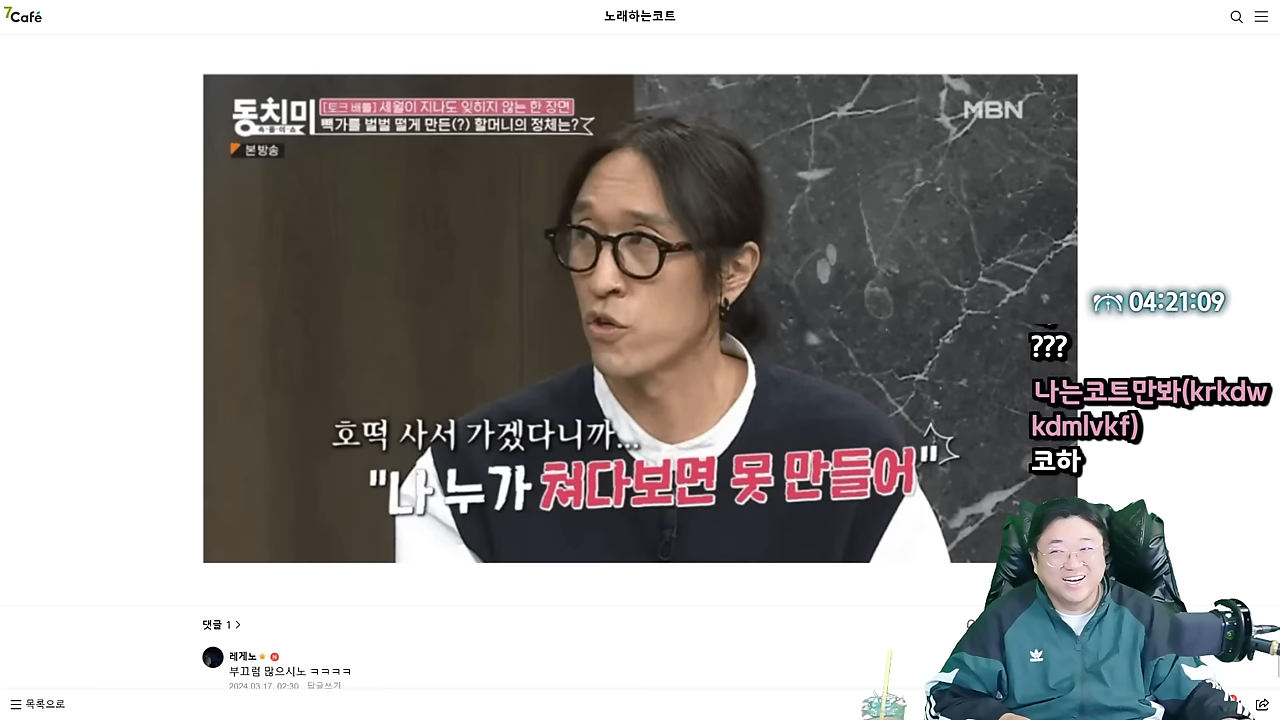 7Café
노래하는코트
동치미
속풀이쇼
[토크 배틀] 세월이 지나도 잊히지 않는 한 장면
빽가를 벌벌 떨게 만든(?) 할머니의 정체는?
본방송
MBN
호떡 사서 가겠다니까...
"나 누가 쳐다보면 못 만들어"
04:21:09
???
나는코트만봐(krkdw
kdmlvkf)
코하
댓글 1 >
레게노 N
부끄럼 많으시노 ㅋㅋㅋㅋ
2024.03.17. 02:30 답글쓰기
목록으로